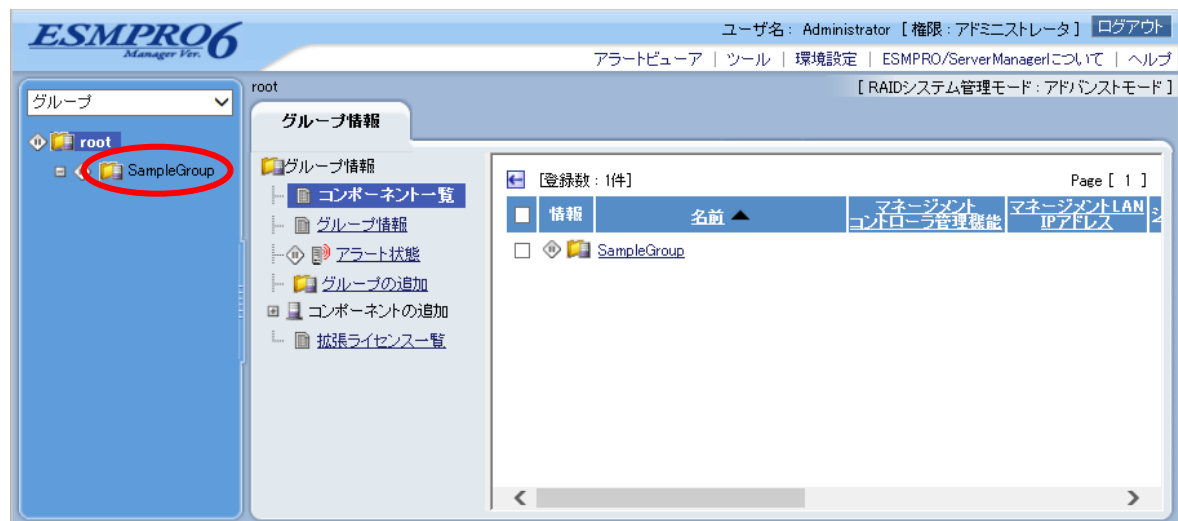 ESMPRO6
Manager Ver.
ユーザ名： Administrator [ 権限：アドミニストレータ ] ログアウト
アラートビューア | ツール | 環境設定 | ESMPRO/ServerManagerについて | ヘルプ
グループ
root
SampleGroup
root
[ RAIDシステム管理モード：アドバンストモード ]
グループ情報
グループ情報
コンポーネント一覧
グループ情報
アラート状態
グループの追加
コンポーネントの追加
拡張ライセンス一覧
[登録数：1件] Page [ 1 ]
情報 名前 マネージメント
コントローラ管理機能 マネージメントLAN
IPアドレス
SampleGroup